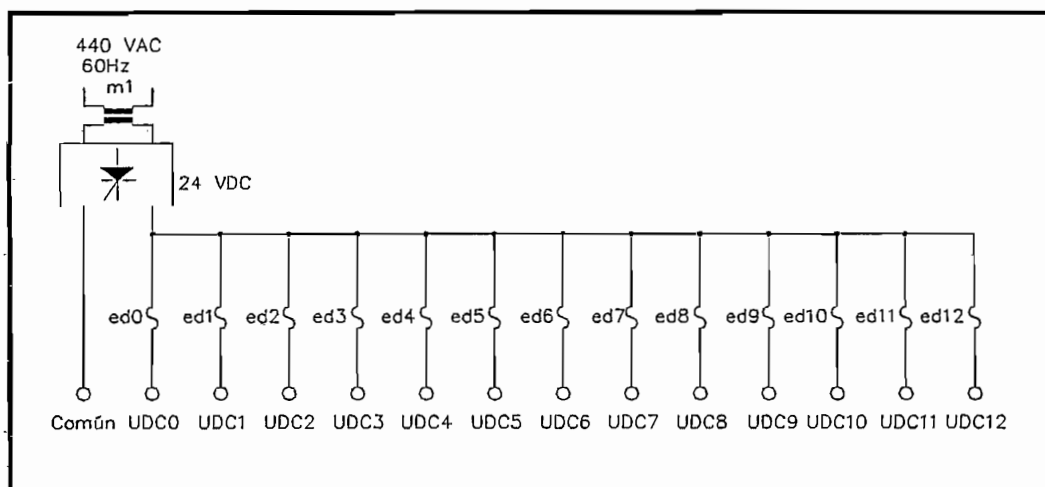 440 VAC
60Hz
m1
24 VDC
ed0 ed1 ed2 ed3 ed4 ed5 ed6 ed7 ed8 ed9 ed10 ed11 ed12
Común UDC0 UDC1 UDC2 UDC3 UDC4 UDC5 UDC6 UDC7 UDC8 UDC9 UDC10 UDC11 UDC12